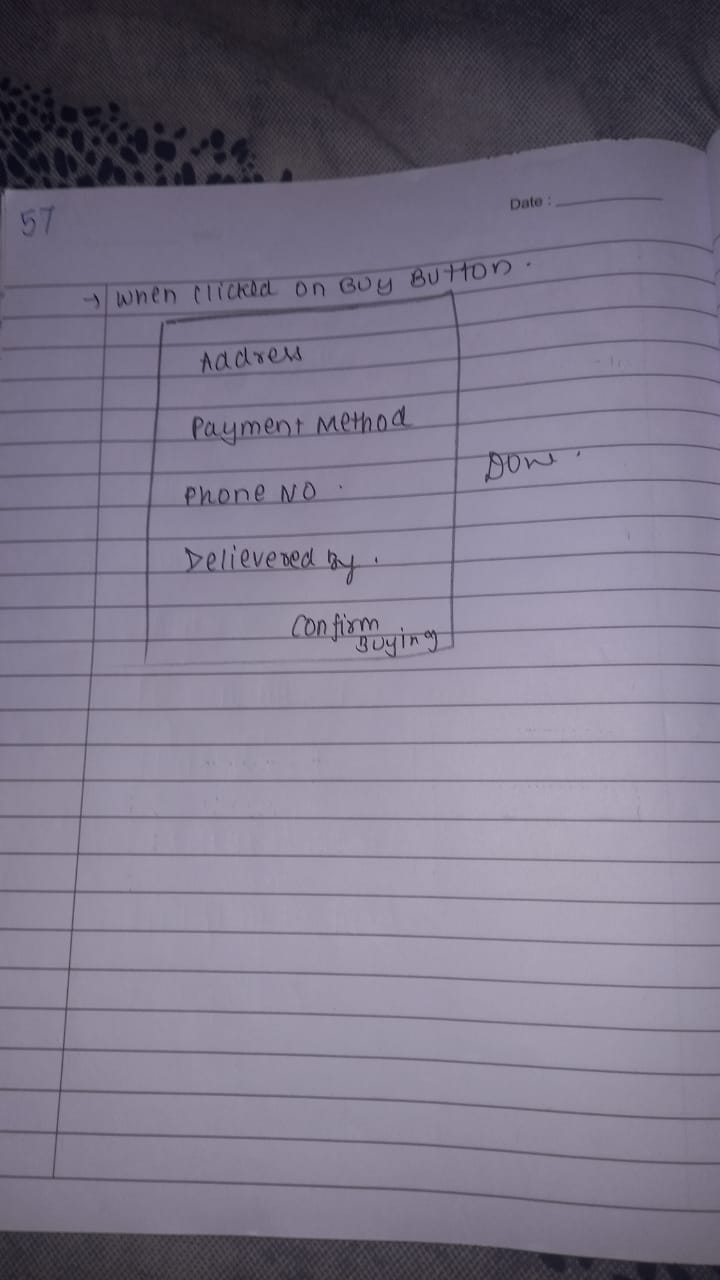 57
Date :
→ When clicked on Buy Button.
Address
Payment Method
Phone No.
Done.
Delievered by.
Confirm
Buying